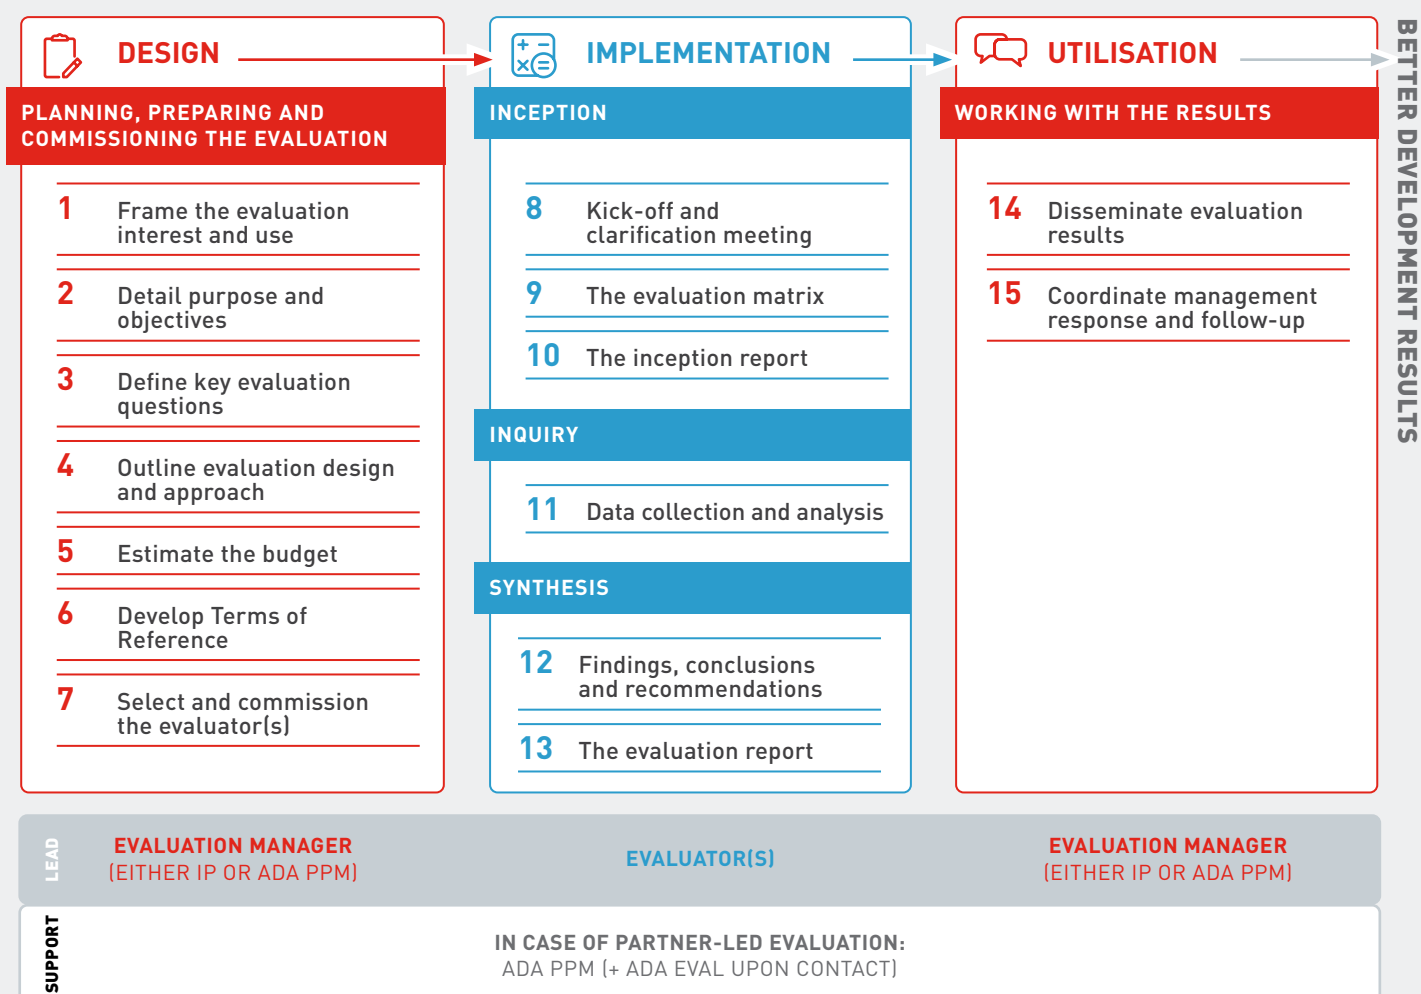 DESIGN
PLANNING, PREPARING AND
COMMISSIONING THE EVALUATION
1 Frame the evaluation
interest and use
2 Detail purpose and
objectives
3 Define key evaluation
questions
4 Outline evaluation design
and approach
5 Estimate the budget
6 Develop Terms of
Reference
7 Select and commission
the evaluator(s)
IMPLEMENTATION
INCEPTION
8 Kick-off and
clarification meeting
9 The evaluation matrix
10 The inception report
INQUIRY
11 Data collection and analysis
SYNTHESIS
12 Findings, conclusions
and recommendations
13 The evaluation report
UTILISATION
WORKING WITH THE RESULTS
14 Disseminate evaluation
results
15 Coordinate management
response and follow-up
BETTER DEVELOPMENT RESULTS
LEAD
EVALUATION MANAGER
(EITHER IP OR ADA PPM)
EVALUATOR(S)
EVALUATION MANAGER
(EITHER IP OR ADA PPM)
SUPPORT
IN CASE OF PARTNER-LED EVALUATION:
ADA PPM (+ ADA EVAL UPON CONTACT)